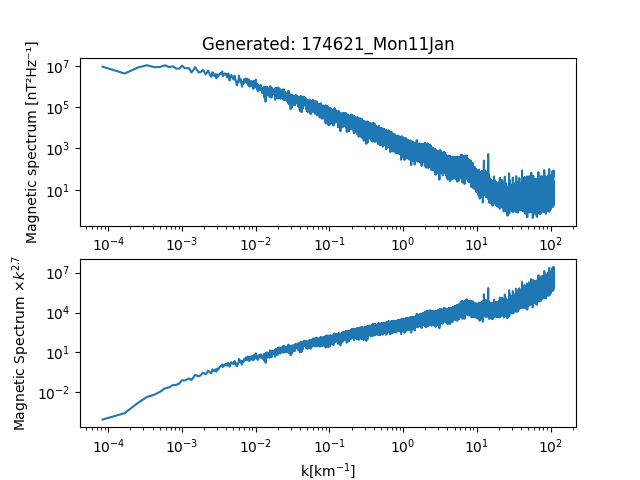 Generated: 174621_Mon11Jan
Magnetic spectrum [nT²Hz⁻¹]
10⁷
10⁵
10³
10¹
10⁻⁴ 10⁻³ 10⁻² 10⁻¹ 10⁰ 10¹ 10²
Magnetic Spectrum ×k²·⁷
10⁷
10⁴
10¹
10⁻²
10⁻⁴ 10⁻³ 10⁻² 10⁻¹ 10⁰ 10¹ 10²
k[km⁻¹]